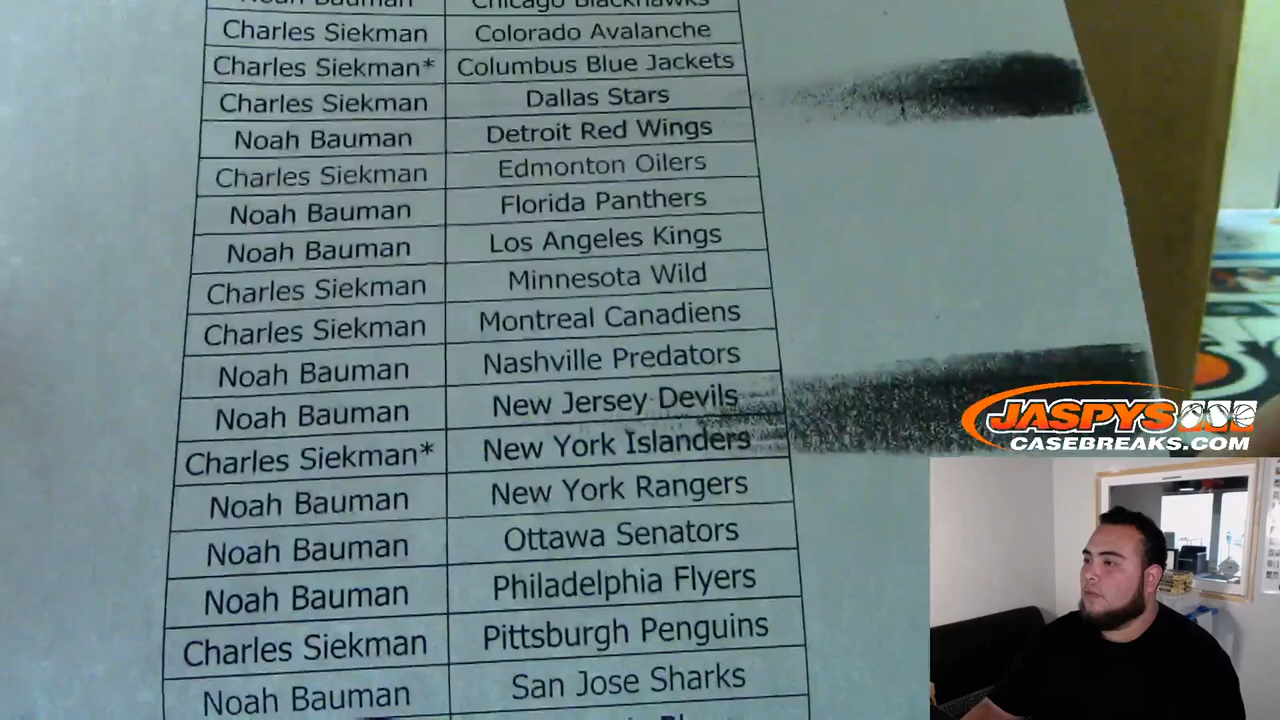 Noah Bauman Chicago Blackhawks
Charles Siekman Colorado Avalanche
Charles Siekman* Columbus Blue Jackets
Charles Siekman Dallas Stars
Noah Bauman Detroit Red Wings
Charles Siekman Edmonton Oilers
Noah Bauman Florida Panthers
Noah Bauman Los Angeles Kings
Charles Siekman Minnesota Wild
Charles Siekman Montreal Canadiens
Noah Bauman Nashville Predators
Noah Bauman New Jersey Devils
Charles Siekman* New York Islanders
Noah Bauman New York Rangers
Noah Bauman Ottawa Senators
Noah Bauman Philadelphia Flyers
Charles Siekman Pittsburgh Penguins
Noah Bauman San Jose Sharks
JASPYS
CASEBREAKS.COM